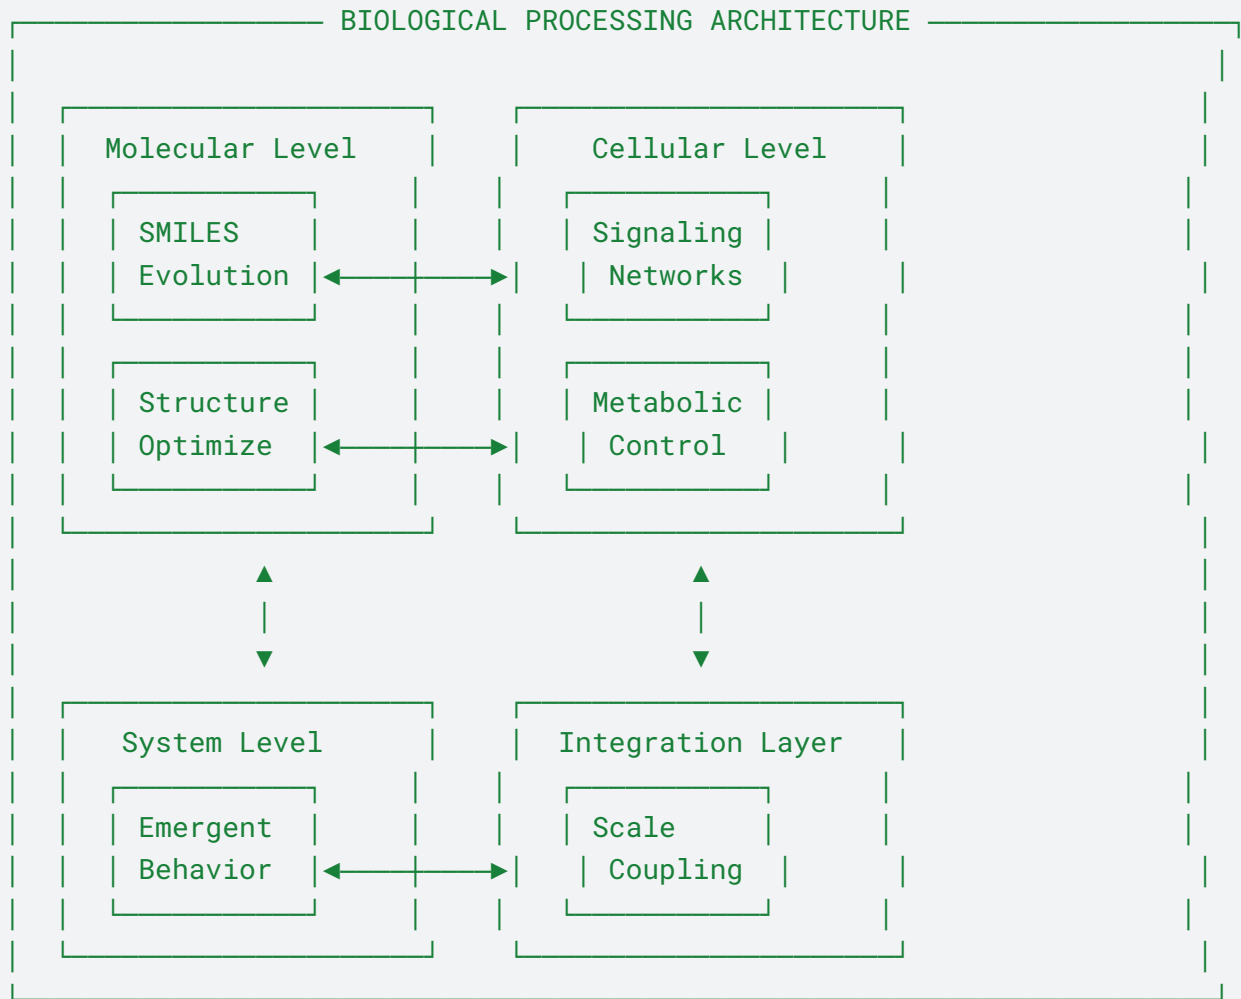 BIOLOGICAL PROCESSING ARCHITECTURE
Molecular Level Cellular Level
SMILES Signaling
Evolution Networks
Structure Metabolic
Optimize Control
System Level Integration Layer
Emergent Scale
Behavior Coupling